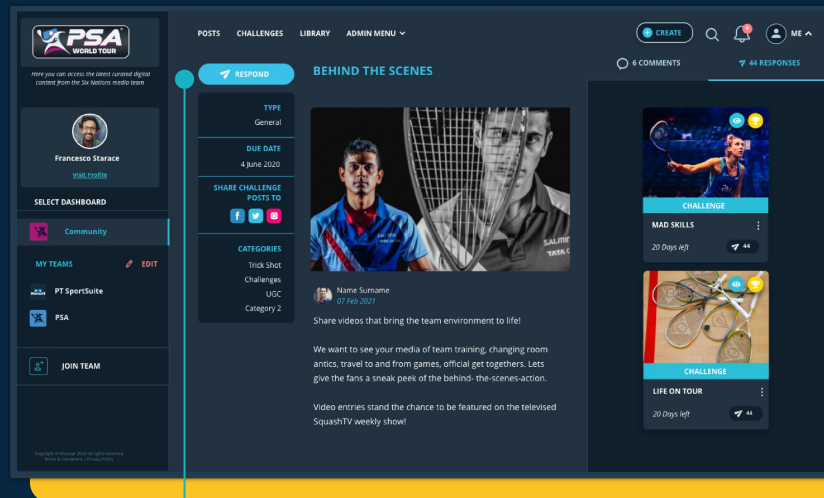 PSA
WORLD TOUR
Here you can access the latest curated digital
content from the Six Nations media team
Francesco Starace
Visit Profile
SELECT DASHBOARD
Community
MY TEAMS
EDIT
PT SportSuite
PSA
JOIN TEAM
Terms & Conditions | Privacy Policy
POSTS
CHALLENGES
LIBRARY
ADMIN MENU
CREATE
4
ME
RESPOND
TYPE
General
DUE DATE
4 June 2020
SHARE CHALLENGE
POSTS TO
CATEGORIES
Trick Shot
Challenges
UGC
Category 2
BEHIND THE SCENES
SALMING
TATA
Name Surname
07 Feb 2021
Share videos that bring the team environment to life!
We want to see your media of team training, changing room
antics, travel to and from games, official get togethers. Lets
give the fans a sneak peek of the behind- the-scenes-action.
Video entries stand the chance to be featured on the televised
SquashTV weekly show!
6 COMMENTS
44 RESPONSES
CHALLENGE
MAD SKILLS
20 Days left
44
CHALLENGE
LIFE ON TOUR
20 Days left
44